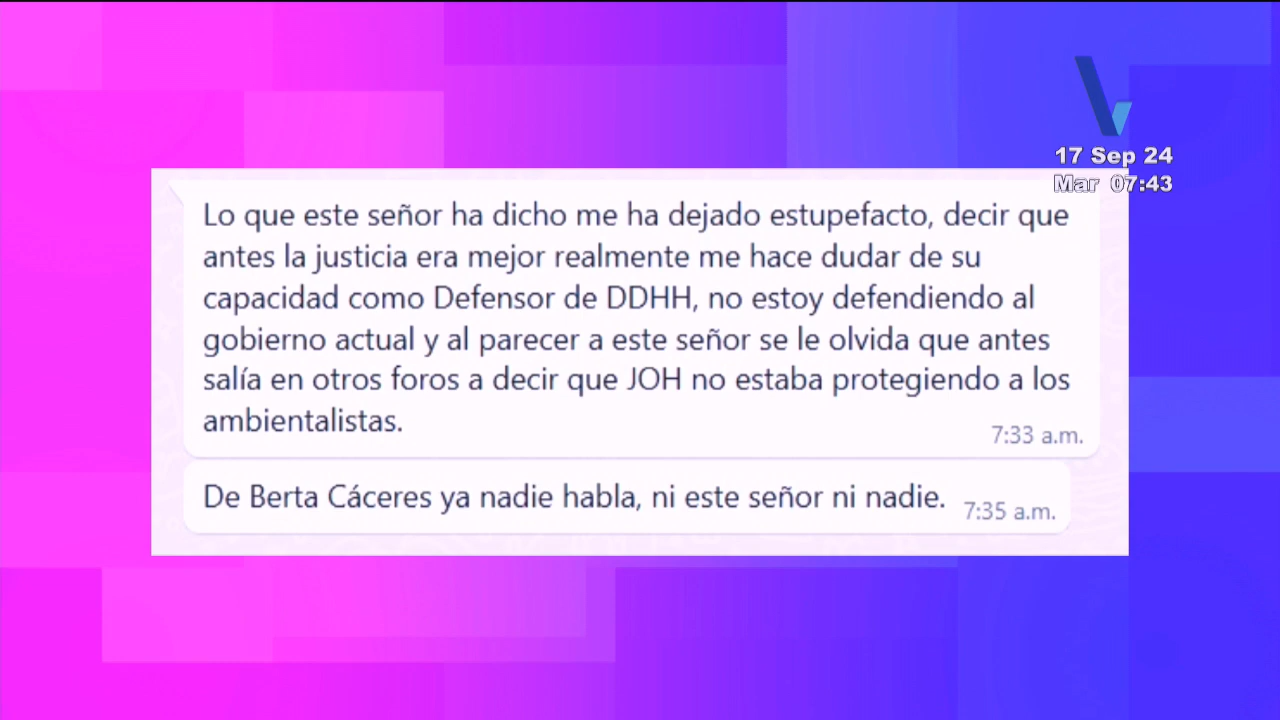 17 Sep 24
Mar 07:43
Lo que este señor ha dicho me ha dejado estupefacto, decir que
antes la justicia era mejor realmente me hace dudar de su
capacidad como Defensor de DDHH, no estoy defendiendo al
gobierno actual y al parecer a este señor se le olvida que antes
salía en otros foros a decir que JOH no estaba protegiendo a los
ambientalistas.
7:33 a.m.
De Berta Cáceres ya nadie habla, ni este señor ni nadie.
7:35 a.m.